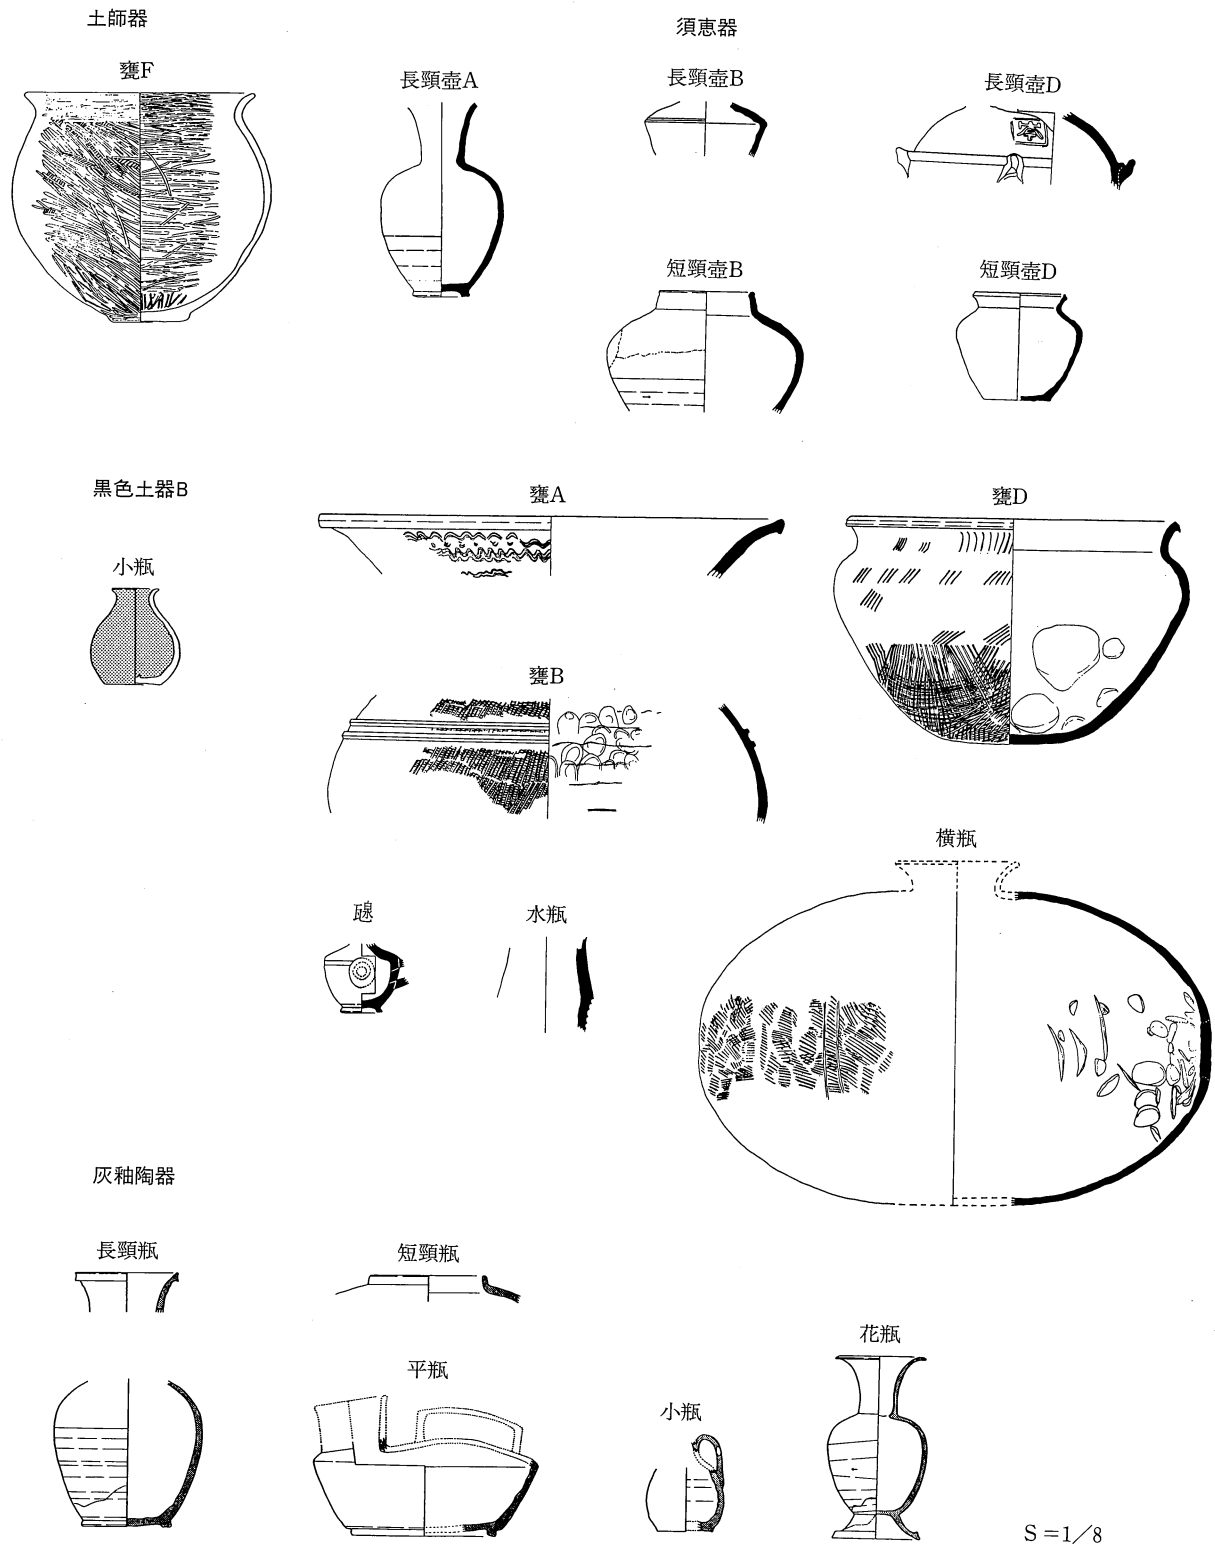 土師器
須恵器
甕F
長頸壺A
長頸壺B
長頸壺D
短頸壺B
短頸壺D
黒色土器B
甕A
甕D
小瓶
甕B
横瓶
𤭯
水瓶
灰釉陶器
長頸瓶
短頸瓶
花瓶
平瓶
小瓶
S=1/8